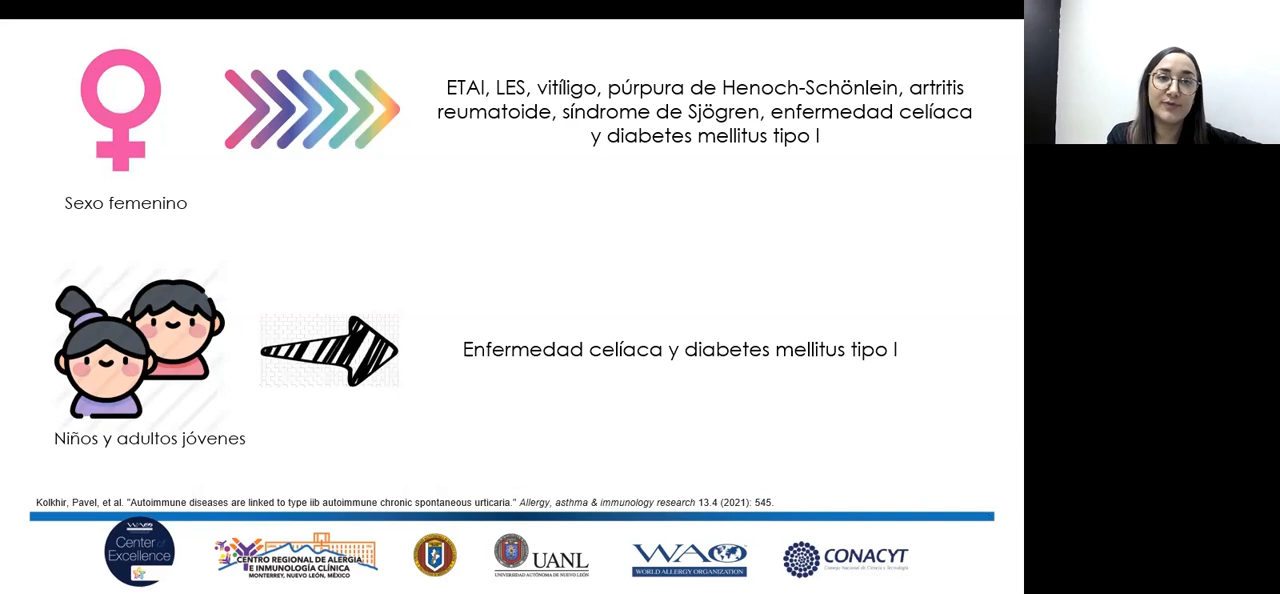 ETAI, LES, vitíligo, púrpura de Henoch-Schönlein, artritis
reumatoide, síndrome de Sjögren, enfermedad celíaca
y diabetes mellitus tipo I
Sexo femenino
Enfermedad celíaca y diabetes mellitus tipo I
Niños y adultos jóvenes
Kolkhir, Pavel, et al. "Autoimmune diseases are linked to type iib autoimmune chronic spontaneous urticaria." Allergy, asthma & immunology research 13.4 (2021): 545.
WAO
Center of
Excellence
CENTRO REGIONAL DE ALERGIA
E INMUNOLOGÍA CLÍNICA
MONTERREY, NUEVO LEÓN, MÉXICO
UANL
UNIVERSIDAD AUTÓNOMA DE NUEVO LEÓN
WAO
WORLD ALLERGY ORGANIZATION
CONACYT
Consejo Nacional de Ciencia y Tecnología